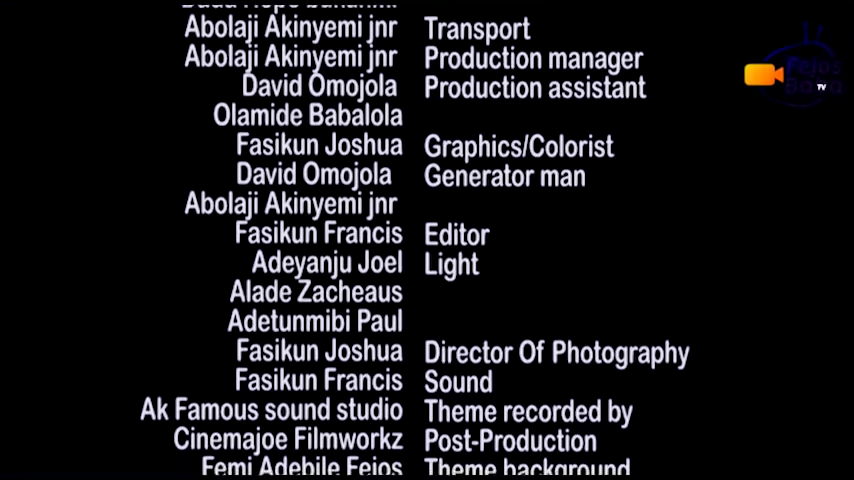 Abolaji Akinyemi jnr Transport
Abolaji Akinyemi jnr Production manager
David Omojola Production assistant
Olamide Babalola
Fasikun Joshua Graphics/Colorist
David Omojola Generator man
Abolaji Akinyemi jnr
Fasikun Francis Editor
Adeyanju Joel Light
Alade Zacheaus
Adetunmibi Paul
Fasikun Joshua Director Of Photography
Fasikun Francis Sound
Ak Famous sound studio Theme recorded by
Cinemajoe Filmworkz Post-Production
Femi Adebile Fejos Theme background
Fejos
TV